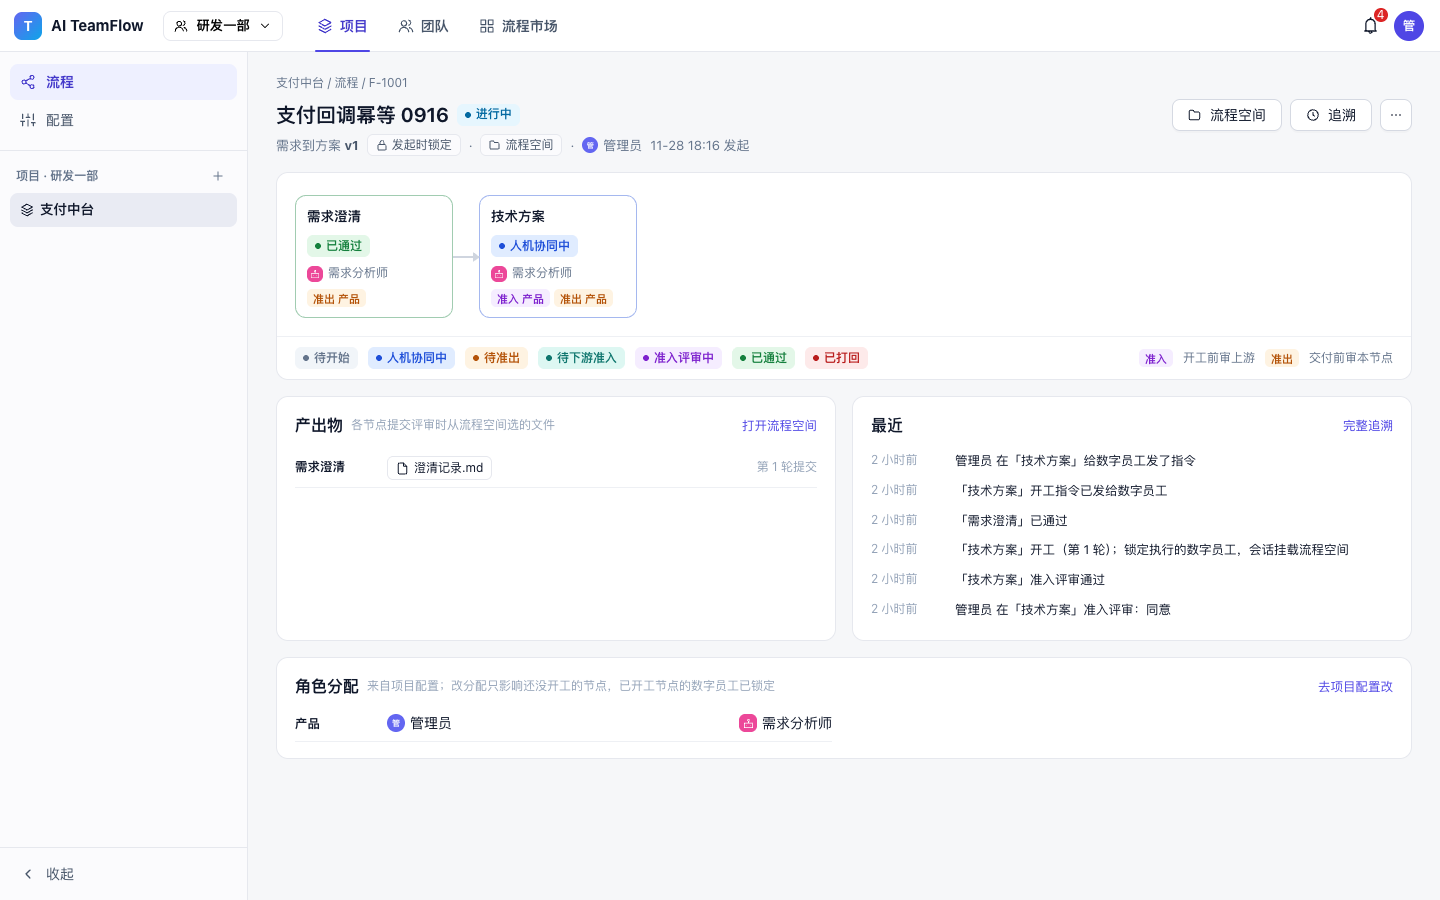 T AI TeamFlow 研发一部 项目 团队 流程市场 4 管
流程
配置
项目 · 研发一部
支付中台
收起
支付中台 / 流程 / F-1001
支付回调幂等 0916 进行中 流程空间 追溯 ...
需求到方案 v1 发起时锁定 · 流程空间 · 管 管理员 11-28 18:16 发起
需求澄清
已通过
需求分析师
准出 产品
技术方案
人机协同中
需求分析师
准入 产品 准出 产品
待开始 人机协同中 待准出 待下游准入 准入评审中 已通过 已打回 准入 开工前审上游 准出 交付前审本节点
产出物 各节点提交评审时从流程空间选的文件 打开流程空间
需求澄清 澄清记录.md 第 1 轮提交
最近 完整追溯
2 小时前 管理员 在「技术方案」给数字员工发了指令
2 小时前 「技术方案」开工指令已发给数字员工
2 小时前 「需求澄清」已通过
2 小时前 「技术方案」开工（第 1 轮）；锁定执行的数字员工，会话挂载流程空间
2 小时前 「技术方案」准入评审通过
2 小时前 管理员 在「技术方案」准入评审：同意
角色分配 来自项目配置；改分配只影响还没开工的节点，已开工节点的数字员工已锁定 去项目配置改
产品 管 管理员 需求分析师